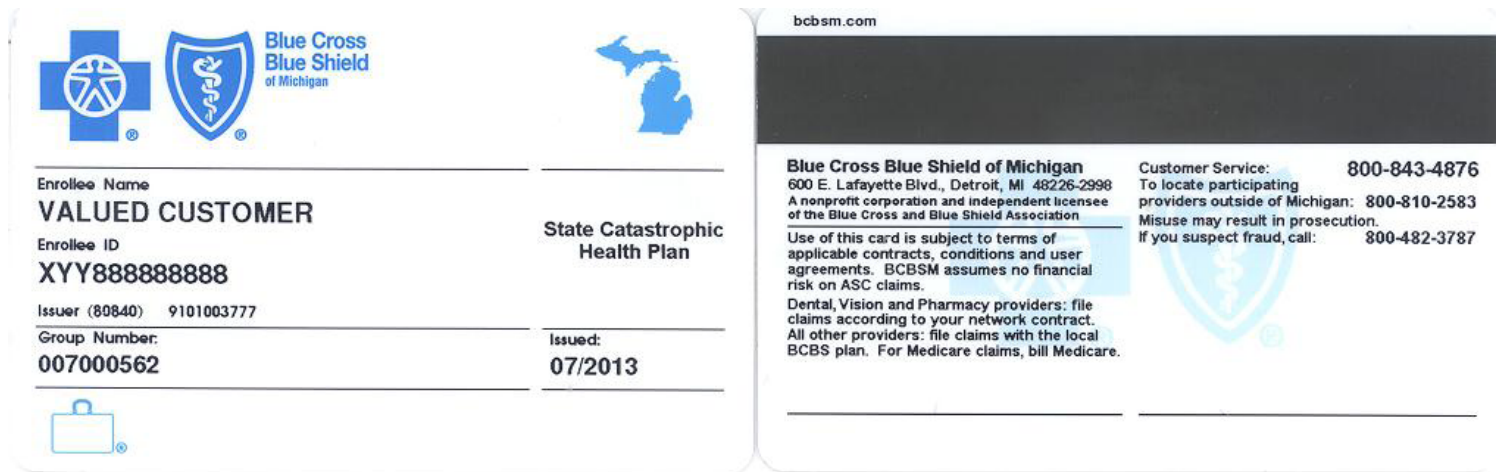 Blue Cross
Blue Shield
of Michigan
®
®
Enrollee Name
VALUED CUSTOMER
Enrollee ID
XYY888888888
Issuer (80840) 9101003777
State Catastrophic
Health Plan
Group Number:
007000562
Issued:
07/2013
®
bcbsm.com
Blue Cross Blue Shield of Michigan
600 E. Lafayette Blvd., Detroit, MI 48226-2998
A nonprofit corporation and independent licensee
of the Blue Cross and Blue Shield Association
Use of this card is subject to terms of
applicable contracts, conditions and user
agreements. BCBSM assumes no financial
risk on ASC claims.
Dental, Vision and Pharmacy providers: file
claims according to your network contract.
All other providers: file claims with the local
BCBS plan. For Medicare claims, bill Medicare.
Customer Service: 800-843-4876
To locate participating
providers outside of Michigan: 800-810-2583
Misuse may result in prosecution.
If you suspect fraud, call: 800-482-3787
®
®